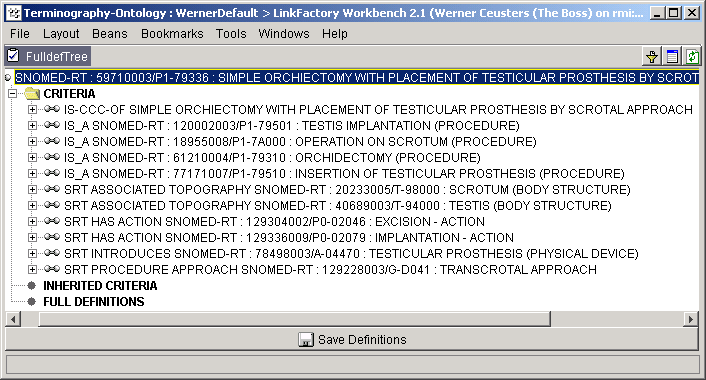 Terminography-Ontology : WernerDefault > LinkFactory Workbench 2.1 (Werner Ceusters (The Boss) on rmi:...
File Layout Beans Bookmarks Tools Windows Help
FulldefTree
SNOMED-RT : 59710003/P1-79336 : SIMPLE ORCHIECTOMY WITH PLACEMENT OF TESTICULAR PROSTHESIS BY SCROT
CRITERIA
IS-CCC-OF SIMPLE ORCHIECTOMY WITH PLACEMENT OF TESTICULAR PROSTHESIS BY SCROTAL APPROACH
IS_A SNOMED-RT : 120002003/P1-79501 : TESTIS IMPLANTATION (PROCEDURE)
IS_A SNOMED-RT : 18955008/P1-7A000 : OPERATION ON SCROTUM (PROCEDURE)
IS_A SNOMED-RT : 61210004/P1-79310 : ORCHIDECTOMY (PROCEDURE)
IS_A SNOMED-RT : 77171007/P1-79510 : INSERTION OF TESTICULAR PROSTHESIS (PROCEDURE)
SRT ASSOCIATED TOPOGRAPHY SNOMED-RT : 20233005/T-98000 : SCROTUM (BODY STRUCTURE)
SRT ASSOCIATED TOPOGRAPHY SNOMED-RT : 40689003/T-94000 : TESTIS (BODY STRUCTURE)
SRT HAS ACTION SNOMED-RT : 129304002/P0-02046 : EXCISION - ACTION
SRT HAS ACTION SNOMED-RT : 129336009/P0-02079 : IMPLANTATION - ACTION
SRT INTRODUCES SNOMED-RT : 78498003/A-04470 : TESTICULAR PROSTHESIS (PHYSICAL DEVICE)
SRT PROCEDURE APPROACH SNOMED-RT : 129228003/G-D041 : TRANSCROTAL APPROACH
INHERITED CRITERIA
FULL DEFINITIONS
Save Definitions